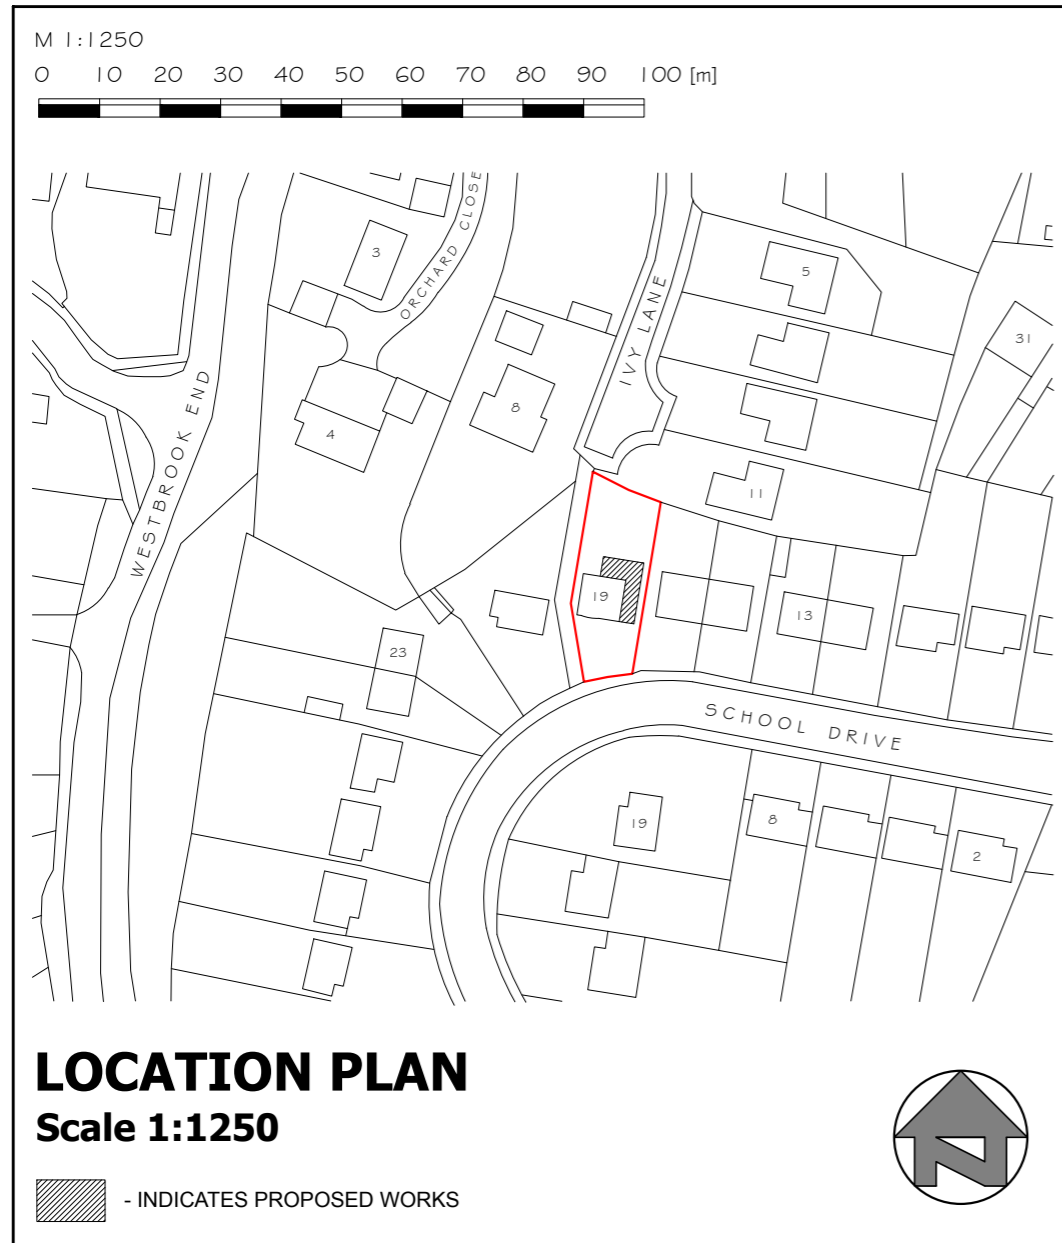 M 1:1250
0 10 20 30 40 50 60 70 80 90 100 [m]
ORCHARD CLOSE
3
5
IVY LANE
31
WESTBROOK END
8
4
11
19
13
23
SCHOOL DRIVE
19
8
2
LOCATION PLAN
Scale 1:1250
N
- INDICATES PROPOSED WORKS